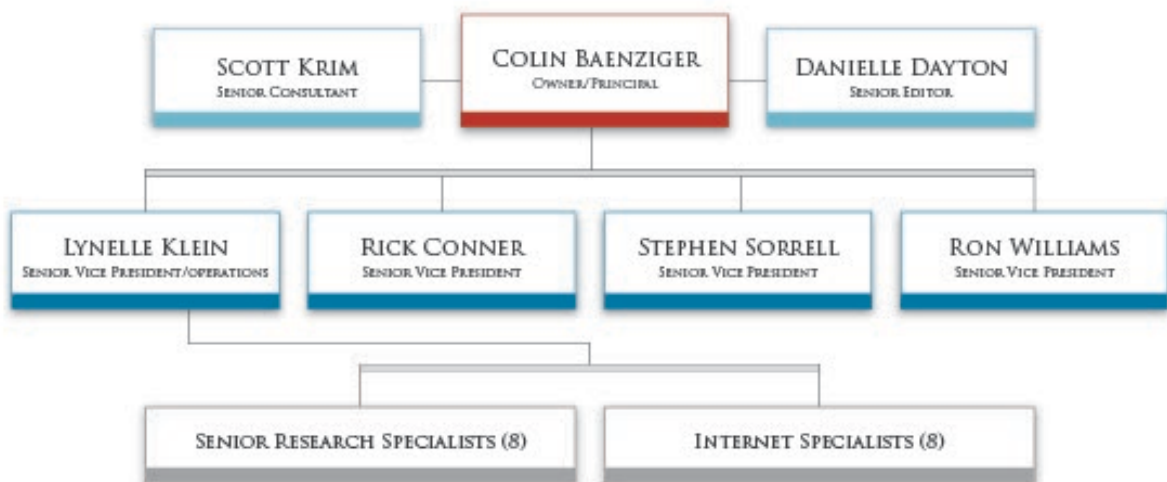 SCOTT KRIM
SENIOR CONSULTANT
COLIN BAENZIGER
OWNER/PRINCIPAL
DANIELLE DAYTON
SENIOR EDITOR
LYNELLE KLEIN
SENIOR VICE PRESIDENT/OPERATIONS
RICK CONNER
SENIOR VICE PRESIDENT
STEPHEN SORRELL
SENIOR VICE PRESIDENT
RON WILLIAMS
SENIOR VICE PRESIDENT
SENIOR RESEARCH SPECIALISTS (8)
INTERNET SPECIALISTS (8)